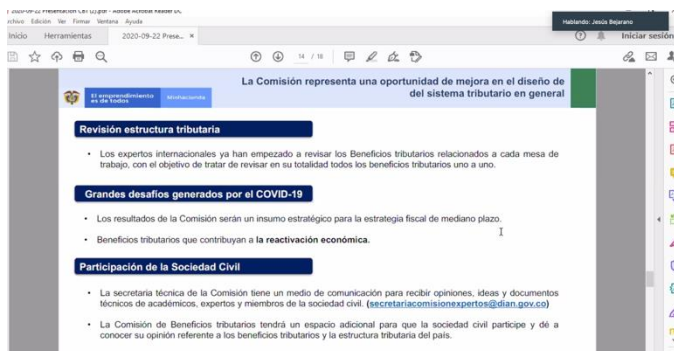 2020-09-22 Presentación CBT (2).pdf - Adobe Acrobat Reader DC
Archivo Edición Ver Firmar Ventana Ayuda
Hablando: Jesús Bejarano
Inicio Herramientas 2020-09-22 Prese... × Iniciar sesión
14 / 16
La Comisión representa una oportunidad de mejora en el diseño de
del sistema tributario en general
El emprendimiento
es de todos
Minhacienda
Revisión estructura tributaria
• Los expertos internacionales ya han empezado a revisar los Beneficios tributarios relacionados a cada mesa de
trabajo, con el objetivo de tratar de revisar en su totalidad todos los beneficios tributarios uno a uno.
Grandes desafíos generados por el COVID-19
• Los resultados de la Comisión serán un insumo estratégico para la estrategia fiscal de mediano plazo.
• Beneficios tributarios que contribuyan a la reactivación económica.
Participación de la Sociedad Civil
• La secretaria técnica de la Comisión tiene un medio de comunicación para recibir opiniones, ideas y documentos
técnicos de académicos, expertos y miembros de la sociedad civil. (secretariacomisionexpertos@dian.gov.co)
• La Comisión de Beneficios tributarios tendrá un espacio adicional para que la sociedad civil participe y dé a
conocer su opinión referente a los beneficios tributarios y la estructura tributaria del país.